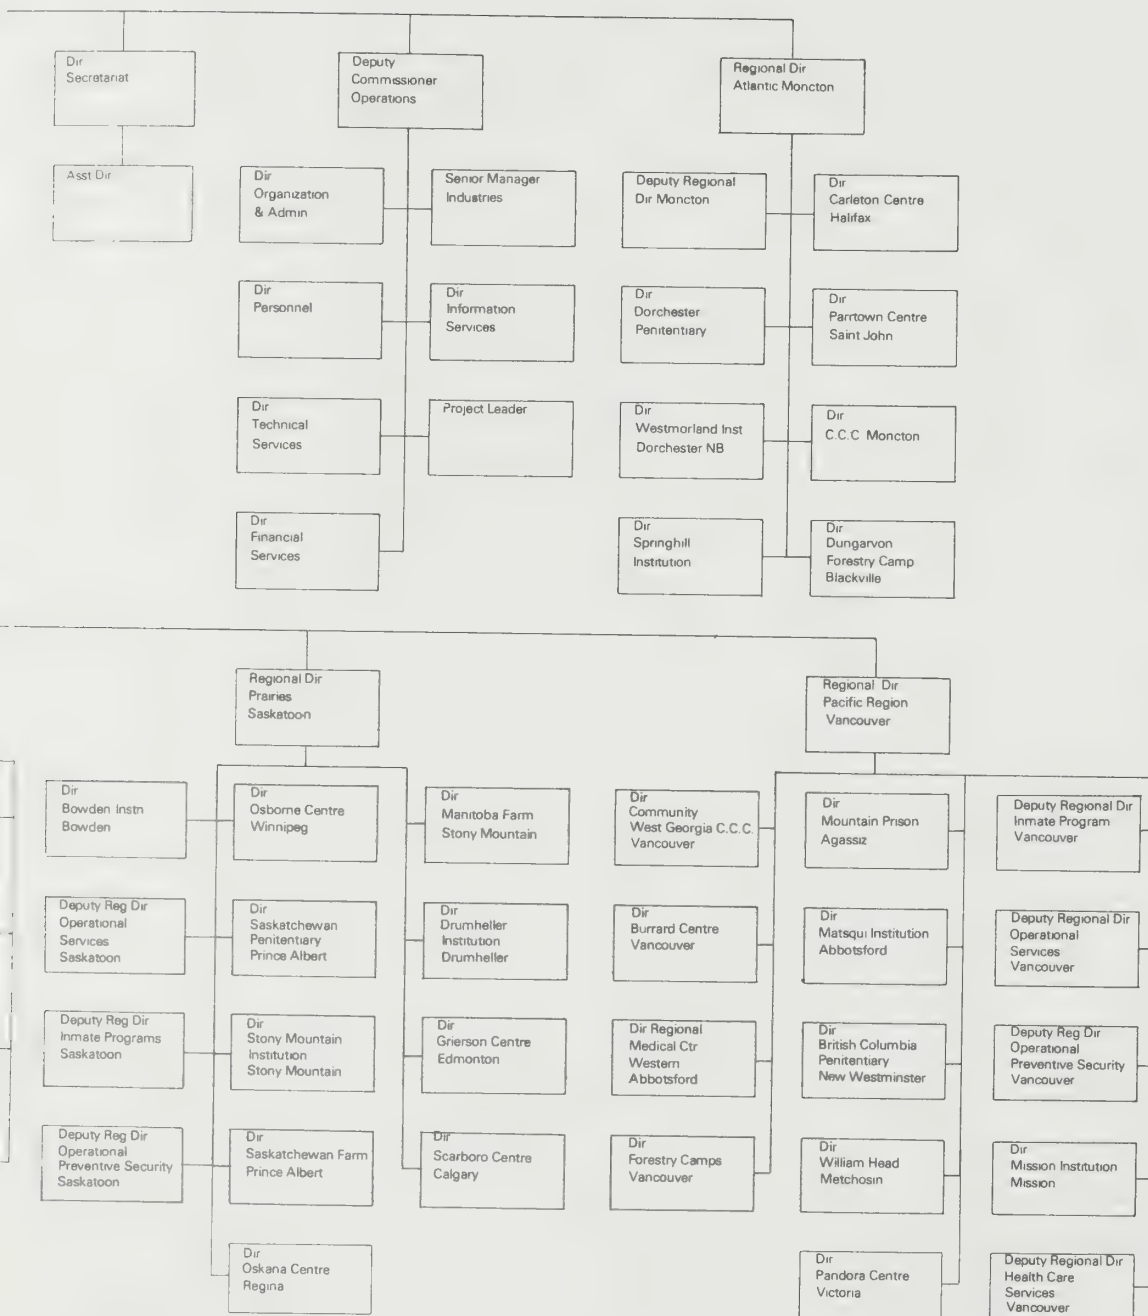 Dir
Secretariat
Deputy
Commissioner
Operations
Regional Dir
Atlantic Moncton
Asst Dir
Dir
Organization
& Admin
Senior Manager
Industries
Deputy Regional
Dir Moncton
Dir
Carleton Centre
Halifax
Dir
Personnel
Dir
Information
Services
Dir
Dorchester
Penitentiary
Dir
Parrtown Centre
Saint John
Dir
Technical
Services
Project Leader
Dir
Westmorland Inst
Dorchester NB
Dir
C.C.C Moncton
Dir
Financial
Services
Dir
Springhill
Institution
Dir
Dungarvon
Forestry Camp
Blackville
Regional Dir
Prairies
Saskatoon
Regional Dir
Pacific Region
Vancouver
Dir
Bowden Instn
Bowden
Dir
Osborne Centre
Winnipeg
Dir
Manitoba Farm
Stony Mountain
Dir
Community
West Georgia C.C.C.
Vancouver
Dir
Mountain Prison
Agassiz
Deputy Regional Dir
Inmate Program
Vancouver
Deputy Reg Dir
Operational
Services
Saskatoon
Dir
Saskatchewan
Penitentiary
Prince Albert
Dir
Drumheller
Institution
Drumheller
Dir
Burrard Centre
Vancouver
Dir
Matsqui Institution
Abbotsford
Deputy Regional Dir
Operational
Services
Vancouver
Deputy Reg Dir
Inmate Programs
Saskatoon
Dir
Stony Mountain
Institution
Stony Mountain
Dir
Grierson Centre
Edmonton
Dir Regional
Medical Ctr
Western
Abbotsford
Dir
British Columbia
Penitentiary
New Westminster
Deputy Reg Dir
Operational
Preventive Security
Vancouver
Deputy Reg Dir
Operational
Preventive Security
Saskatoon
Dir
Saskatchewan Farm
Prince Albert
Dir
Scarboro Centre
Calgary
Dir
Forestry Camps
Vancouver
Dir
William Head
Metchosin
Dir
Mission Institution
Mission
Dir
Oskana Centre
Regina
Dir
Pandora Centre
Victoria
Deputy Regional Dir
Health Care
Services
Vancouver